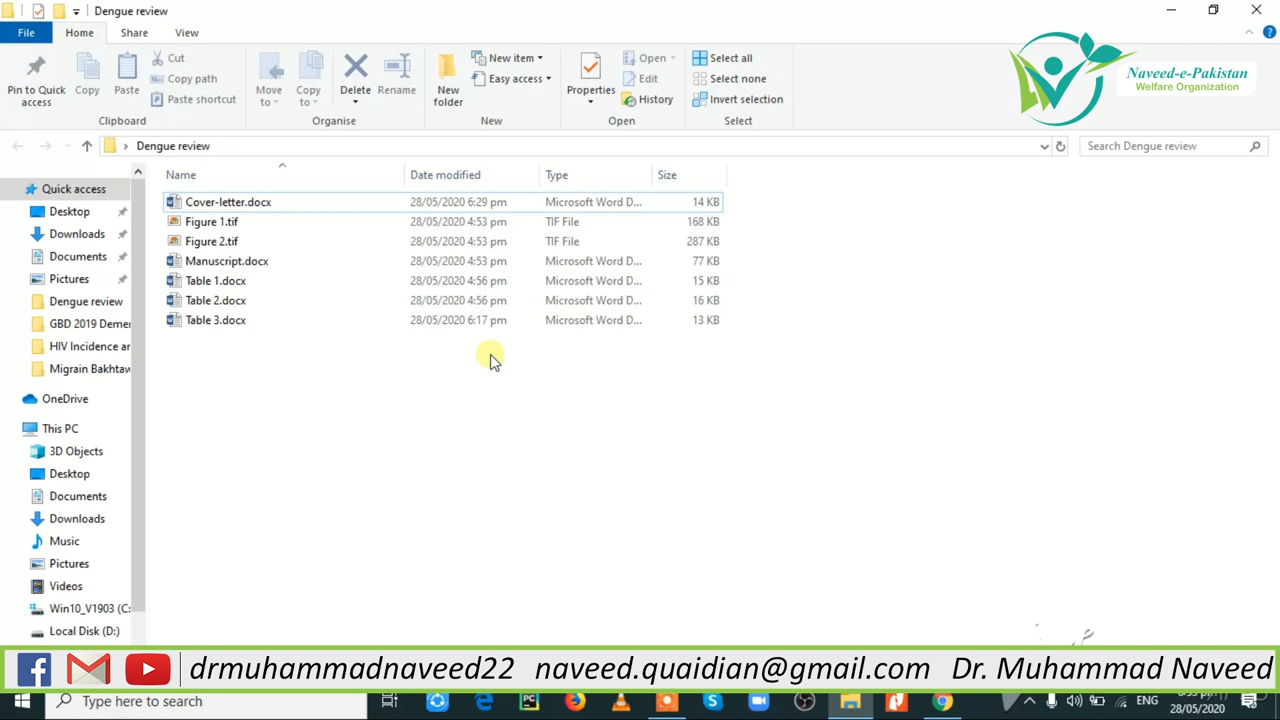 Dengue review
File Home Share View
Pin to Quick access
Copy
Paste
Cut
Copy path
Paste shortcut
Clipboard
Move to
Copy to
Delete
Rename
Organise
New folder
New item
Easy access
New
Properties
Open
Edit
History
Open
Select all
Select none
Invert selection
Select
Naveed-e-Pakistan
Welfare Organization
Dengue review
Search Dengue review
Name Date modified Type Size
Cover-letter.docx 28/05/2020 6:29 pm Microsoft Word D... 14 KB
Figure 1.tif 28/05/2020 4:53 pm TIF File 168 KB
Figure 2.tif 28/05/2020 4:53 pm TIF File 287 KB
Manuscript.docx 28/05/2020 4:53 pm Microsoft Word D... 77 KB
Table 1.docx 28/05/2020 4:56 pm Microsoft Word D... 15 KB
Table 2.docx 28/05/2020 4:56 pm Microsoft Word D... 16 KB
Table 3.docx 28/05/2020 6:17 pm Microsoft Word D... 13 KB
Quick access
Desktop
Downloads
Documents
Pictures
Dengue review
GBD 2019 Deme
HIV Incidence ar
Migrain Bakhtaw
OneDrive
This PC
3D Objects
Desktop
Documents
Downloads
Music
Pictures
Videos
Win10_V1903 (C:
Local Disk (D:)
drmuhammadnaveed22 naveed.quaidian@gmail.com Dr. Muhammad Naveed
Type here to search
ENG
28/05/2020